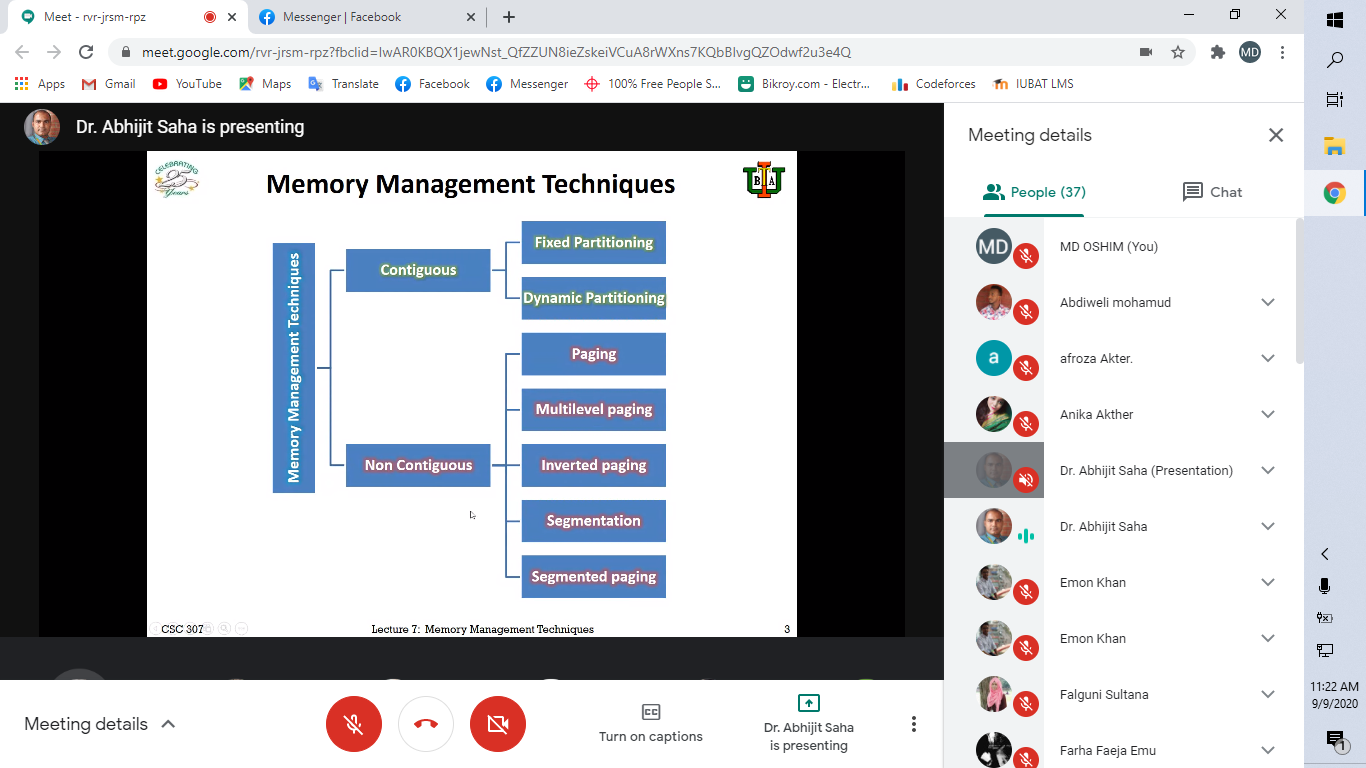 Meet - rvr-jrsm-rpz
Messenger | Facebook
meet.google.com/rvr-jrsm-rpz?fbclid=IwAR0KBQX1jewNst_QfZZUN8ieZskeiVCuA8rWXns7KQbBlvgQZOdwf2u3e4Q
MD
Apps
Gmail
YouTube
Maps
Translate
Facebook
Messenger
100% Free People S...
Bikroy.com - Electr...
Codeforces
IUBAT LMS
Dr. Abhijit Saha is presenting
CELEBRATING
25
Years
Memory Management Techniques
Memory Management Techniques
Contiguous
Fixed Partitioning
Dynamic Partitioning
Non Contiguous
Paging
Multilevel paging
Inverted paging
Segmentation
Segmented paging
CSC 307
Lecture 7: Memory Management Techniques
3
Meeting details
People (37)
Chat
MD
MD OSHIM (You)
Abdiweli mohamud
a
afroza Akter.
Anika Akther
Dr. Abhijit Saha (Presentation)
Dr. Abhijit Saha
Emon Khan
Emon Khan
Falguni Sultana
Farha Faeja Emu
Meeting details
Turn on captions
Dr. Abhijit Saha
is presenting
11:22 AM
9/9/2020
1